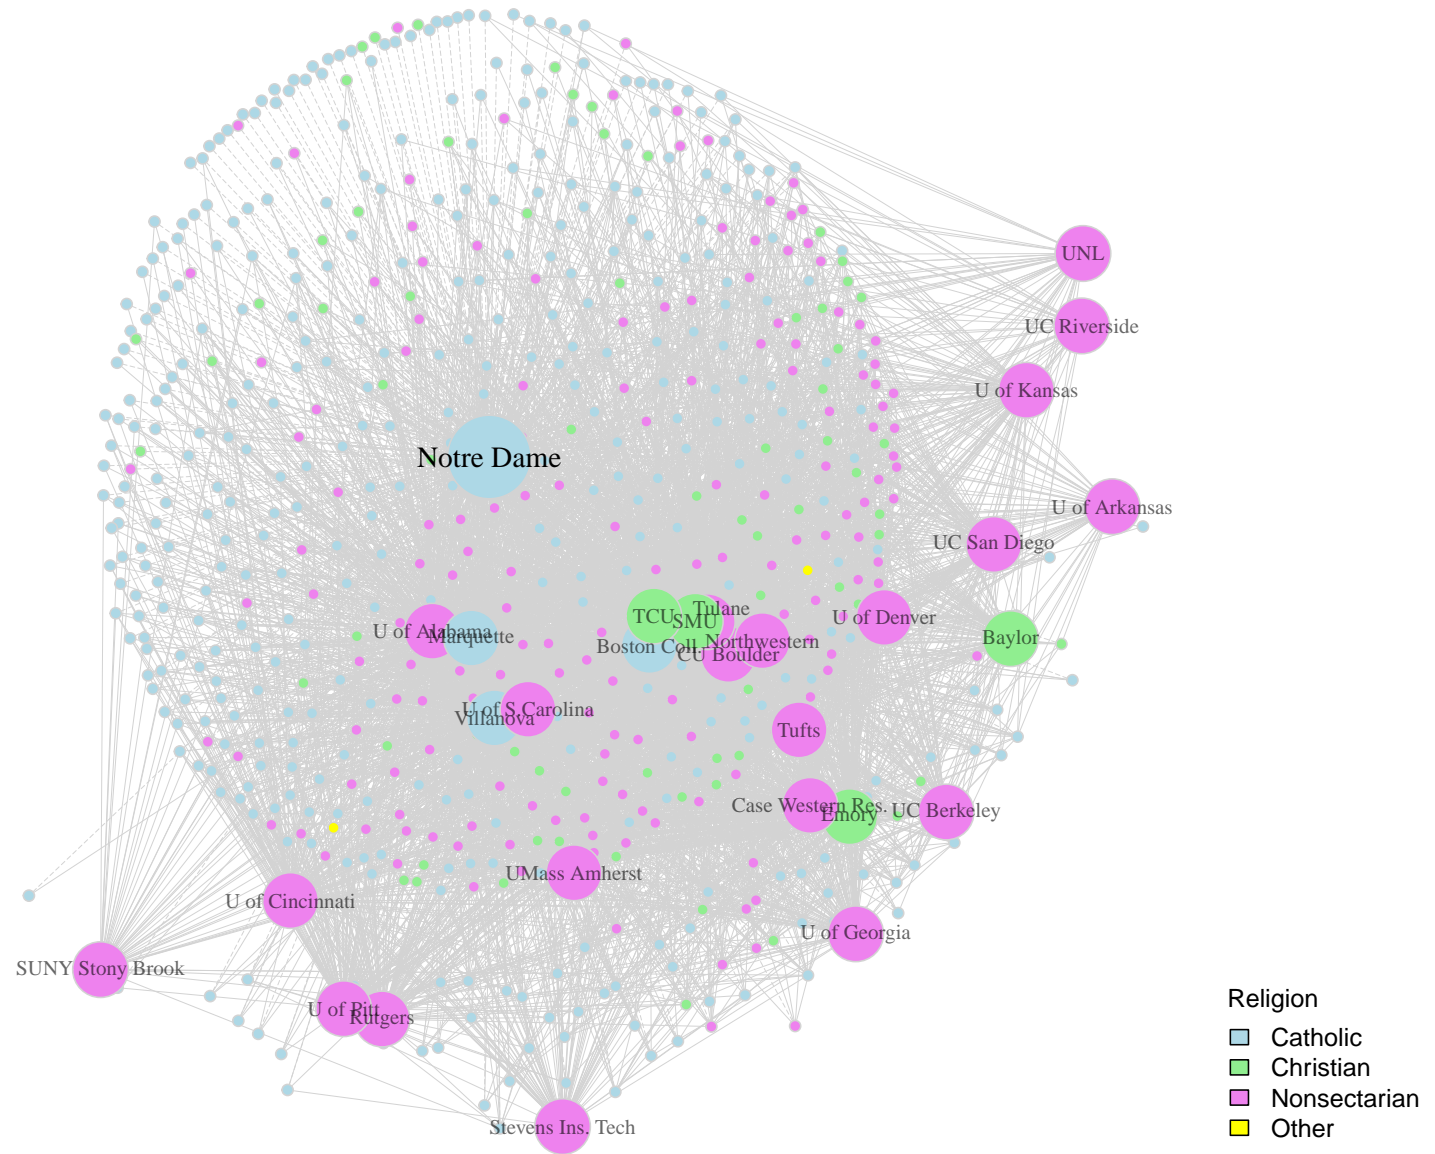 UNL
UC Riverside
U of Kansas
Notre Dame
U of Arkansas
UC San Diego
TCU
Tulane
SMU
U of Denver
U of Alabama
Marquette
Baylor
Boston Coll.
Northwestern
CU Boulder
U of S.Carolina
Villanova
Tufts
Case Western Res.
Emory
UC Berkeley
UMass Amherst
U of Cincinnati
U of Georgia
SUNY Stony Brook
U of Pitt
Rutgers
Stevens Ins. Tech
Religion
Catholic
Christian
Nonsectarian
Other